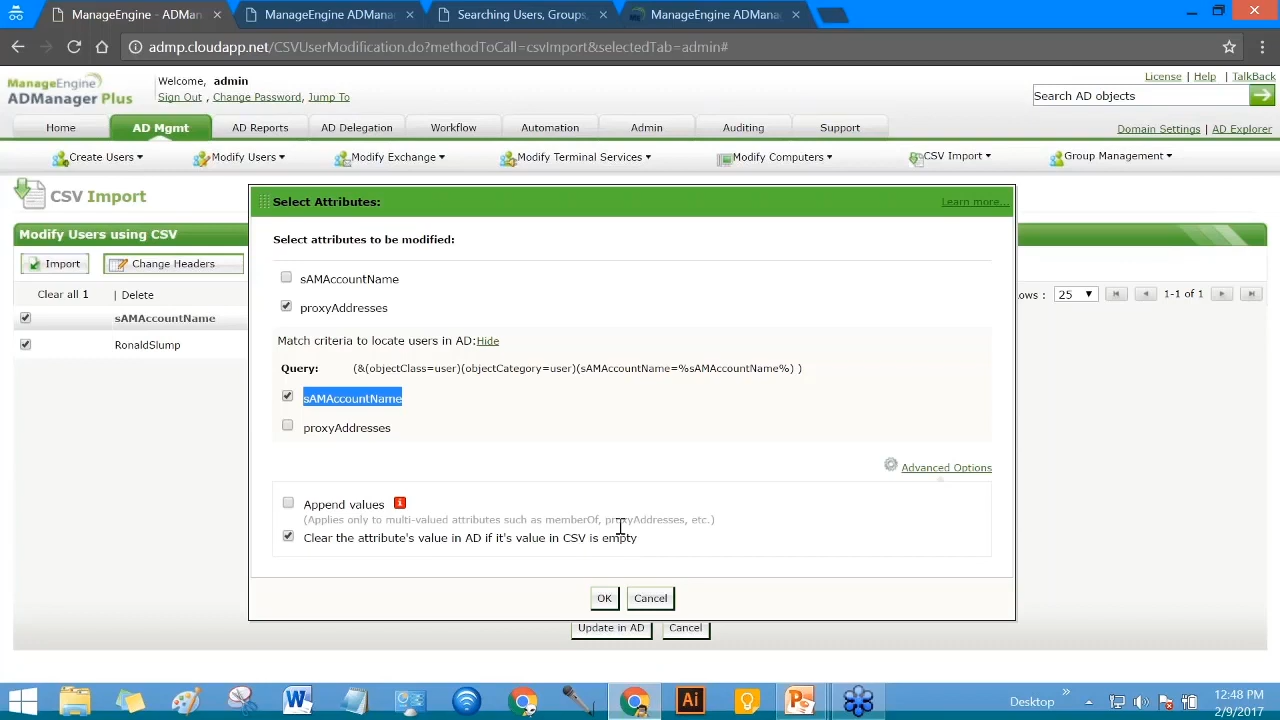 ManageEngine - ADMan
ManageEngine ADMana
Searching Users, Groups,
ManageEngine ADMana
admp.cloudapp.net/CSVUserModification.do?methodToCall=csvImport&selectedTab=admin#
ManageEngine
ADManager Plus
Welcome, admin
Sign Out , Change Password, Jump To
License | Help | TalkBack
Search AD objects
Home AD Mgmt AD Reports AD Delegation Workflow Automation Admin Auditing Support
Domain Settings | AD Explorer
Create Users Modify Users Modify Exchange Modify Terminal Services Modify Computers CSV Import Group Management
CSV Import
Modify Users using CSV
Import Change Headers
Clear all 1 | Delete
ows : 25 1-1 of 1
sAMAccountName
RonaldSlump
Select Attributes:
Learn more...
Select attributes to be modified:
sAMAccountName
proxyAddresses
Match criteria to locate users in AD:Hide
Query: (&(objectClass=user)(objectCategory=user)(sAMAccountName=%sAMAccountName%) )
sAMAccountName
proxyAddresses
Advanced Options
Append values
(Applies only to multi-valued attributes such as memberOf, proxyAddresses, etc.)
Clear the attribute's value in AD if it's value in CSV is empty
OK Cancel
Update in AD Cancel
W Ai P
Desktop
12:48 PM
2/9/2017